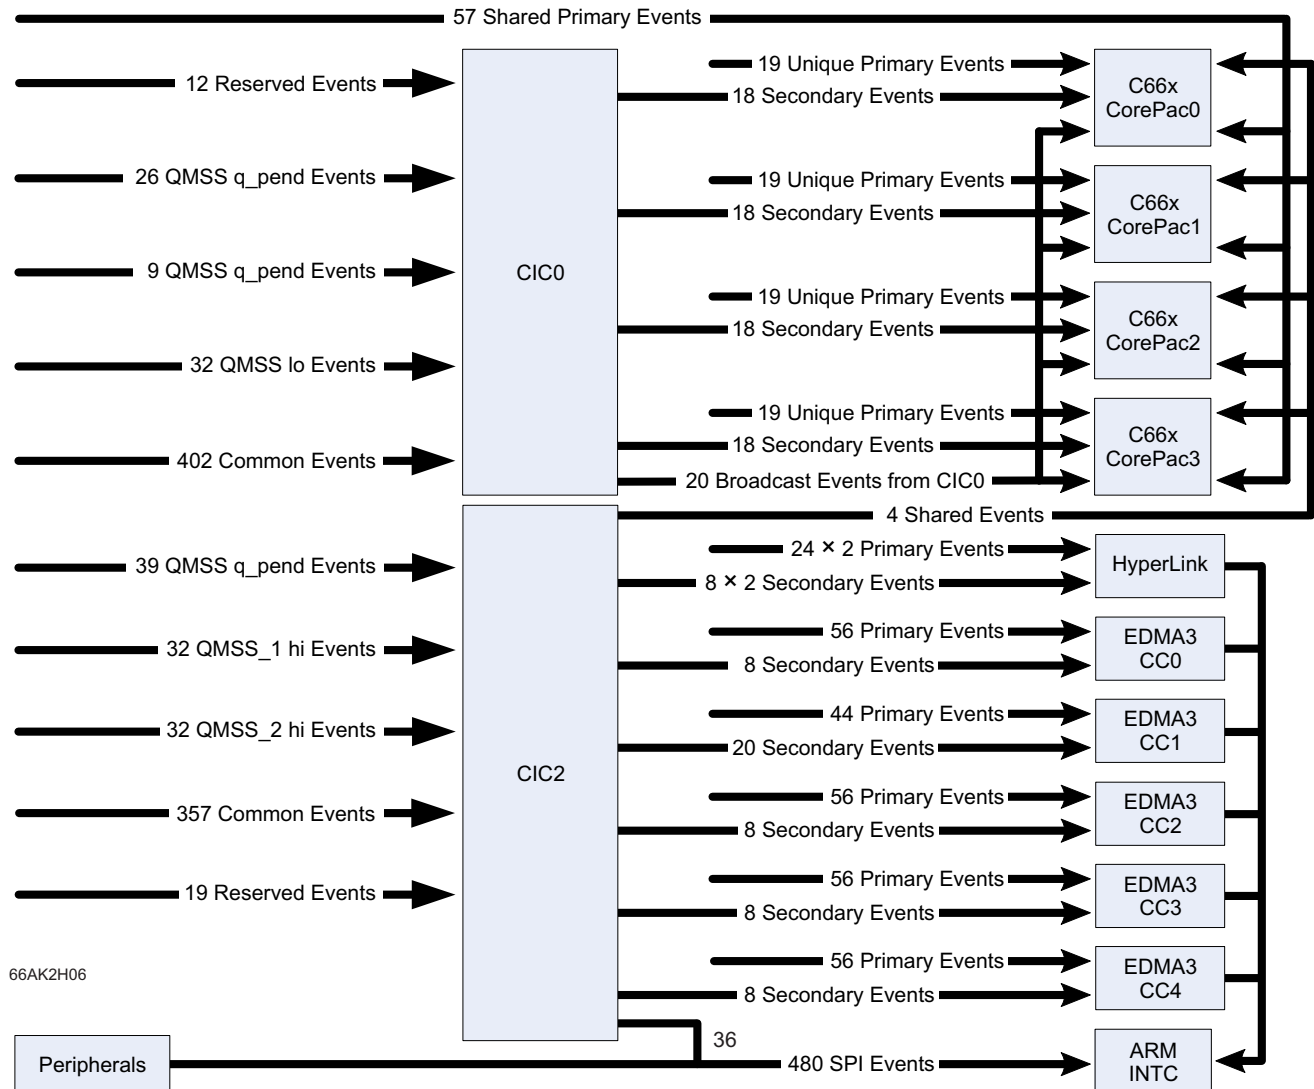 57 Shared Primary Events
12 Reserved Events
26 QMSS q_pend Events
9 QMSS q_pend Events
32 QMSS lo Events
402 Common Events
CIC0
19 Unique Primary Events
18 Secondary Events
C66x
CorePac0
19 Unique Primary Events
18 Secondary Events
C66x
CorePac1
19 Unique Primary Events
18 Secondary Events
C66x
CorePac2
19 Unique Primary Events
18 Secondary Events
C66x
CorePac3
20 Broadcast Events from CIC0
4 Shared Events
39 QMSS q_pend Events
32 QMSS_1 hi Events
32 QMSS_2 hi Events
357 Common Events
19 Reserved Events
CIC2
24 × 2 Primary Events
8 × 2 Secondary Events
HyperLink
56 Primary Events
8 Secondary Events
EDMA3
CC0
44 Primary Events
20 Secondary Events
EDMA3
CC1
56 Primary Events
8 Secondary Events
EDMA3
CC2
56 Primary Events
8 Secondary Events
EDMA3
CC3
56 Primary Events
8 Secondary Events
EDMA3
CC4
66AK2H06
Peripherals
36
480 SPI Events
ARM
INTC